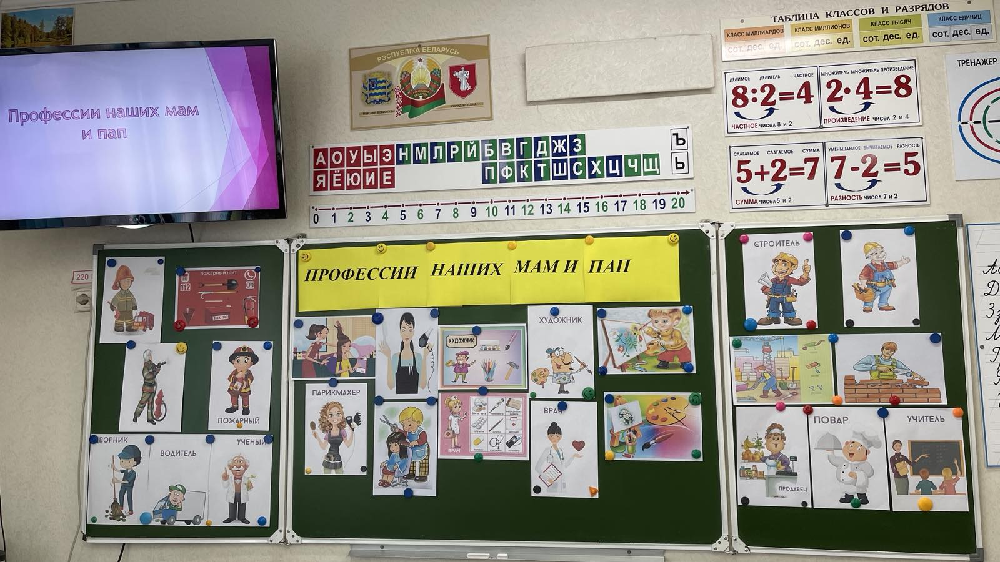 Профессии наших мам
и пап
LG
РЭСПУБЛІКА БЕЛАРУСЬ
МІНСКАЯ ВОБЛАСЦЬ
ГОРАД ЖОДЗІНА
АОУЫЭНМЛРЙБВГДЖЗ
ЯЁЮИЕ ПФКТШСХЦЧЩ
Ъ
Ь
0 1 2 3 4 5 6 7 8 9 10 11 12 13 14 15 16 17 18 19 20
ТАБЛИЦА КЛАССОВ И РАЗРЯДОВ
КЛАСС МИЛЛИАРДОВ КЛАСС МИЛЛИОНОВ КЛАСС ТЫСЯЧ КЛАСС ЕДИНИЦ
сот. дес. ед. сот. дес. ед. сот. дес. ед. сот. дес. ед.
ДЕЛИМОЕ ДЕЛИТЕЛЬ ЧАСТНОЕ
8:2=4
ЧАСТНОЕ чисел 8 и 2
МНОЖИТЕЛЬ МНОЖИТЕЛЬ ПРОИЗВЕДЕНИЕ
2·4=8
ПРОИЗВЕДЕНИЕ чисел 2 и 4
СЛАГАЕМОЕ СЛАГАЕМОЕ СУММА
5+2=7
СУММА чисел 5 и 2
УМЕНЬШАЕМОЕ ВЫЧИТАЕМОЕ РАЗНОСТЬ
7-2=5
РАЗНОСТЬ чисел 7 и 2
ТРЕНАЖЕР
220
пожарный щит
112
01
ПЕСОК
ПОЖАРНЫЙ
ДВОРНИК
ВОДИТЕЛЬ
УЧЁНЫЙ
ПРОФЕССИИ НАШИХ МАМ И ПАП
ХУДОЖНИК
ХУДОЖНИК
ПАРИКМАХЕР
ВРАЧ
ВРАЧ
СТРОИТЕЛЬ
ПРОДАВЕЦ
ПОВАР
УЧИТЕЛЬ